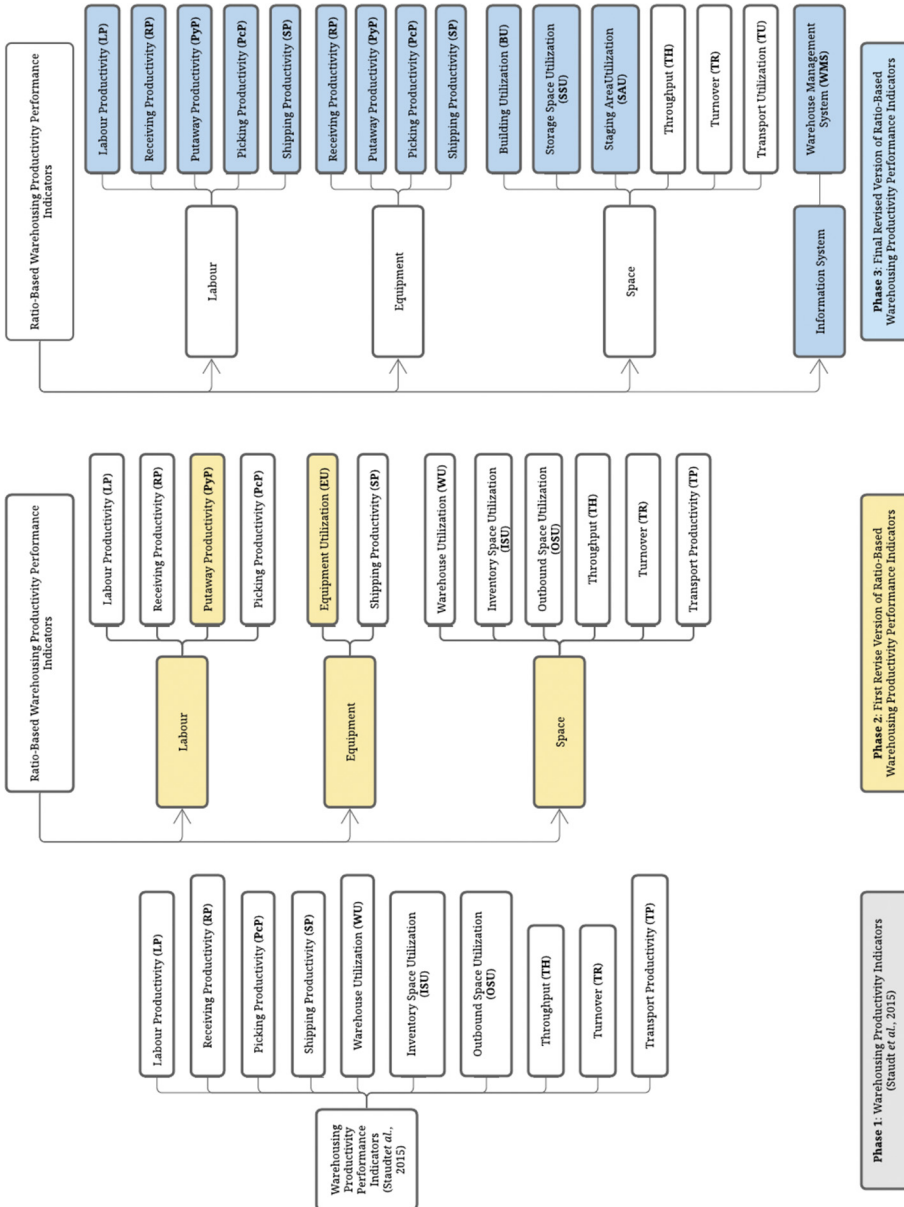 Warehousing
Productivity
Performance
Indicators
(Staudtet al.,
2015)
Labour Productivity (LP)
Receiving Productivity (RP)
Picking Productivity (PcP)
Shipping Productivity (SP)
Warehouse Utilization (WU)
Inventory Space Utilization
(ISU)
Outbound Space Utilization
(OSU)
Throughput (TH)
Turnover (TR)
Transport Productivity (TP)
Phase 1: Warehousing Productivity Indicators
(Staudt et al., 2015)
Ratio-Based Warehousing Productivity Performance
Indicators
Labour
Labour Productivity (LP)
Receiving Productivity (RP)
Putaway Productivity (PyP)
Picking Productivity (PcP)
Equipment
Equipment Utilization (EU)
Shipping Productivity (SP)
Space
Warehouse Utilization (WU)
Inventory Space Utilization
(ISU)
Outbound Space Utilization
(OSU)
Throughput (TH)
Turnover (TR)
Transport Productivity (TP)
Phase 2: First Revise Version of Ratio-Based
Warehousing Productivity Performance Indicators
Ratio-Based Warehousing Productivity Performance
Indicators
Labour
Labour Productivity (LP)
Receiving Productivity (RP)
Putaway Productivity (PyP)
Picking Productivity (PcP)
Shipping Productivity (SP)
Equipment
Receiving Productivity (RP)
Putaway Productivity (PyP)
Picking Productivity (PcP)
Shipping Productivity (SP)
Space
Building Utilization (BU)
Storage Space Utilization
(SSU)
Staging AreaUtilization
(SAU)
Throughput (TH)
Turnover (TR)
Transport Utilization (TU)
Information System
Warehouse Management
System (WMS)
Phase 3: Final Revised Version of Ratio-Based
Warehousing Productivity Performance Indicators